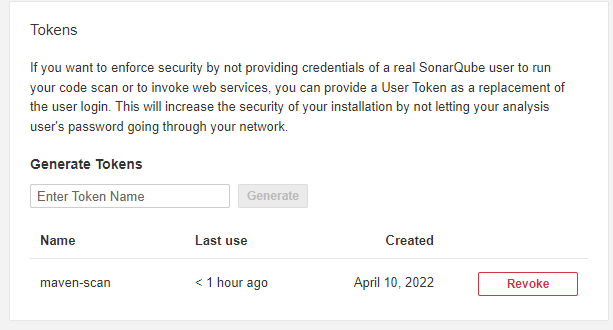 Tokens
If you want to enforce security by not providing credentials of a real SonarQube user to run
your code scan or to invoke web services, you can provide a User Token as a replacement of
the user login. This will increase the security of your installation by not letting your analysis
user's password going through your network.
Generate Tokens
Enter Token Name Generate
Name Last use Created
maven-scan < 1 hour ago April 10, 2022 Revoke